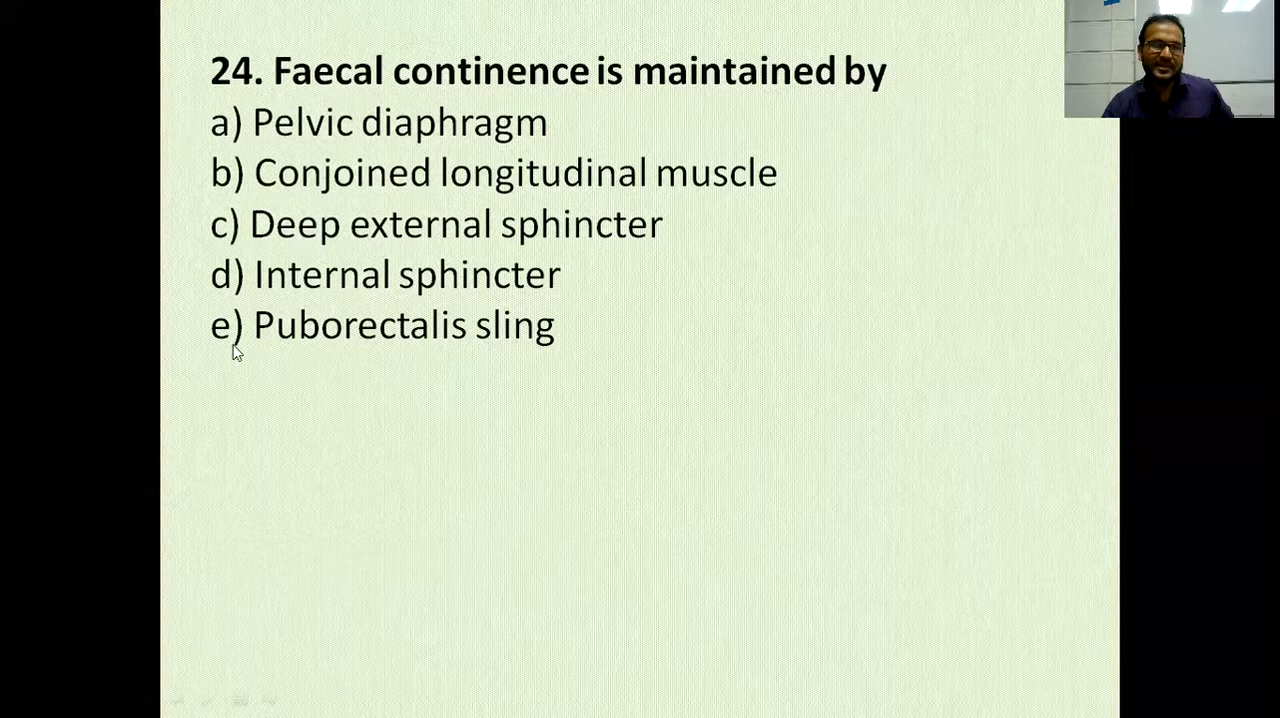 24. Faecal continence is maintained by
a) Pelvic diaphragm
b) Conjoined longitudinal muscle
c) Deep external sphincter
d) Internal sphincter
e) Puborectalis sling